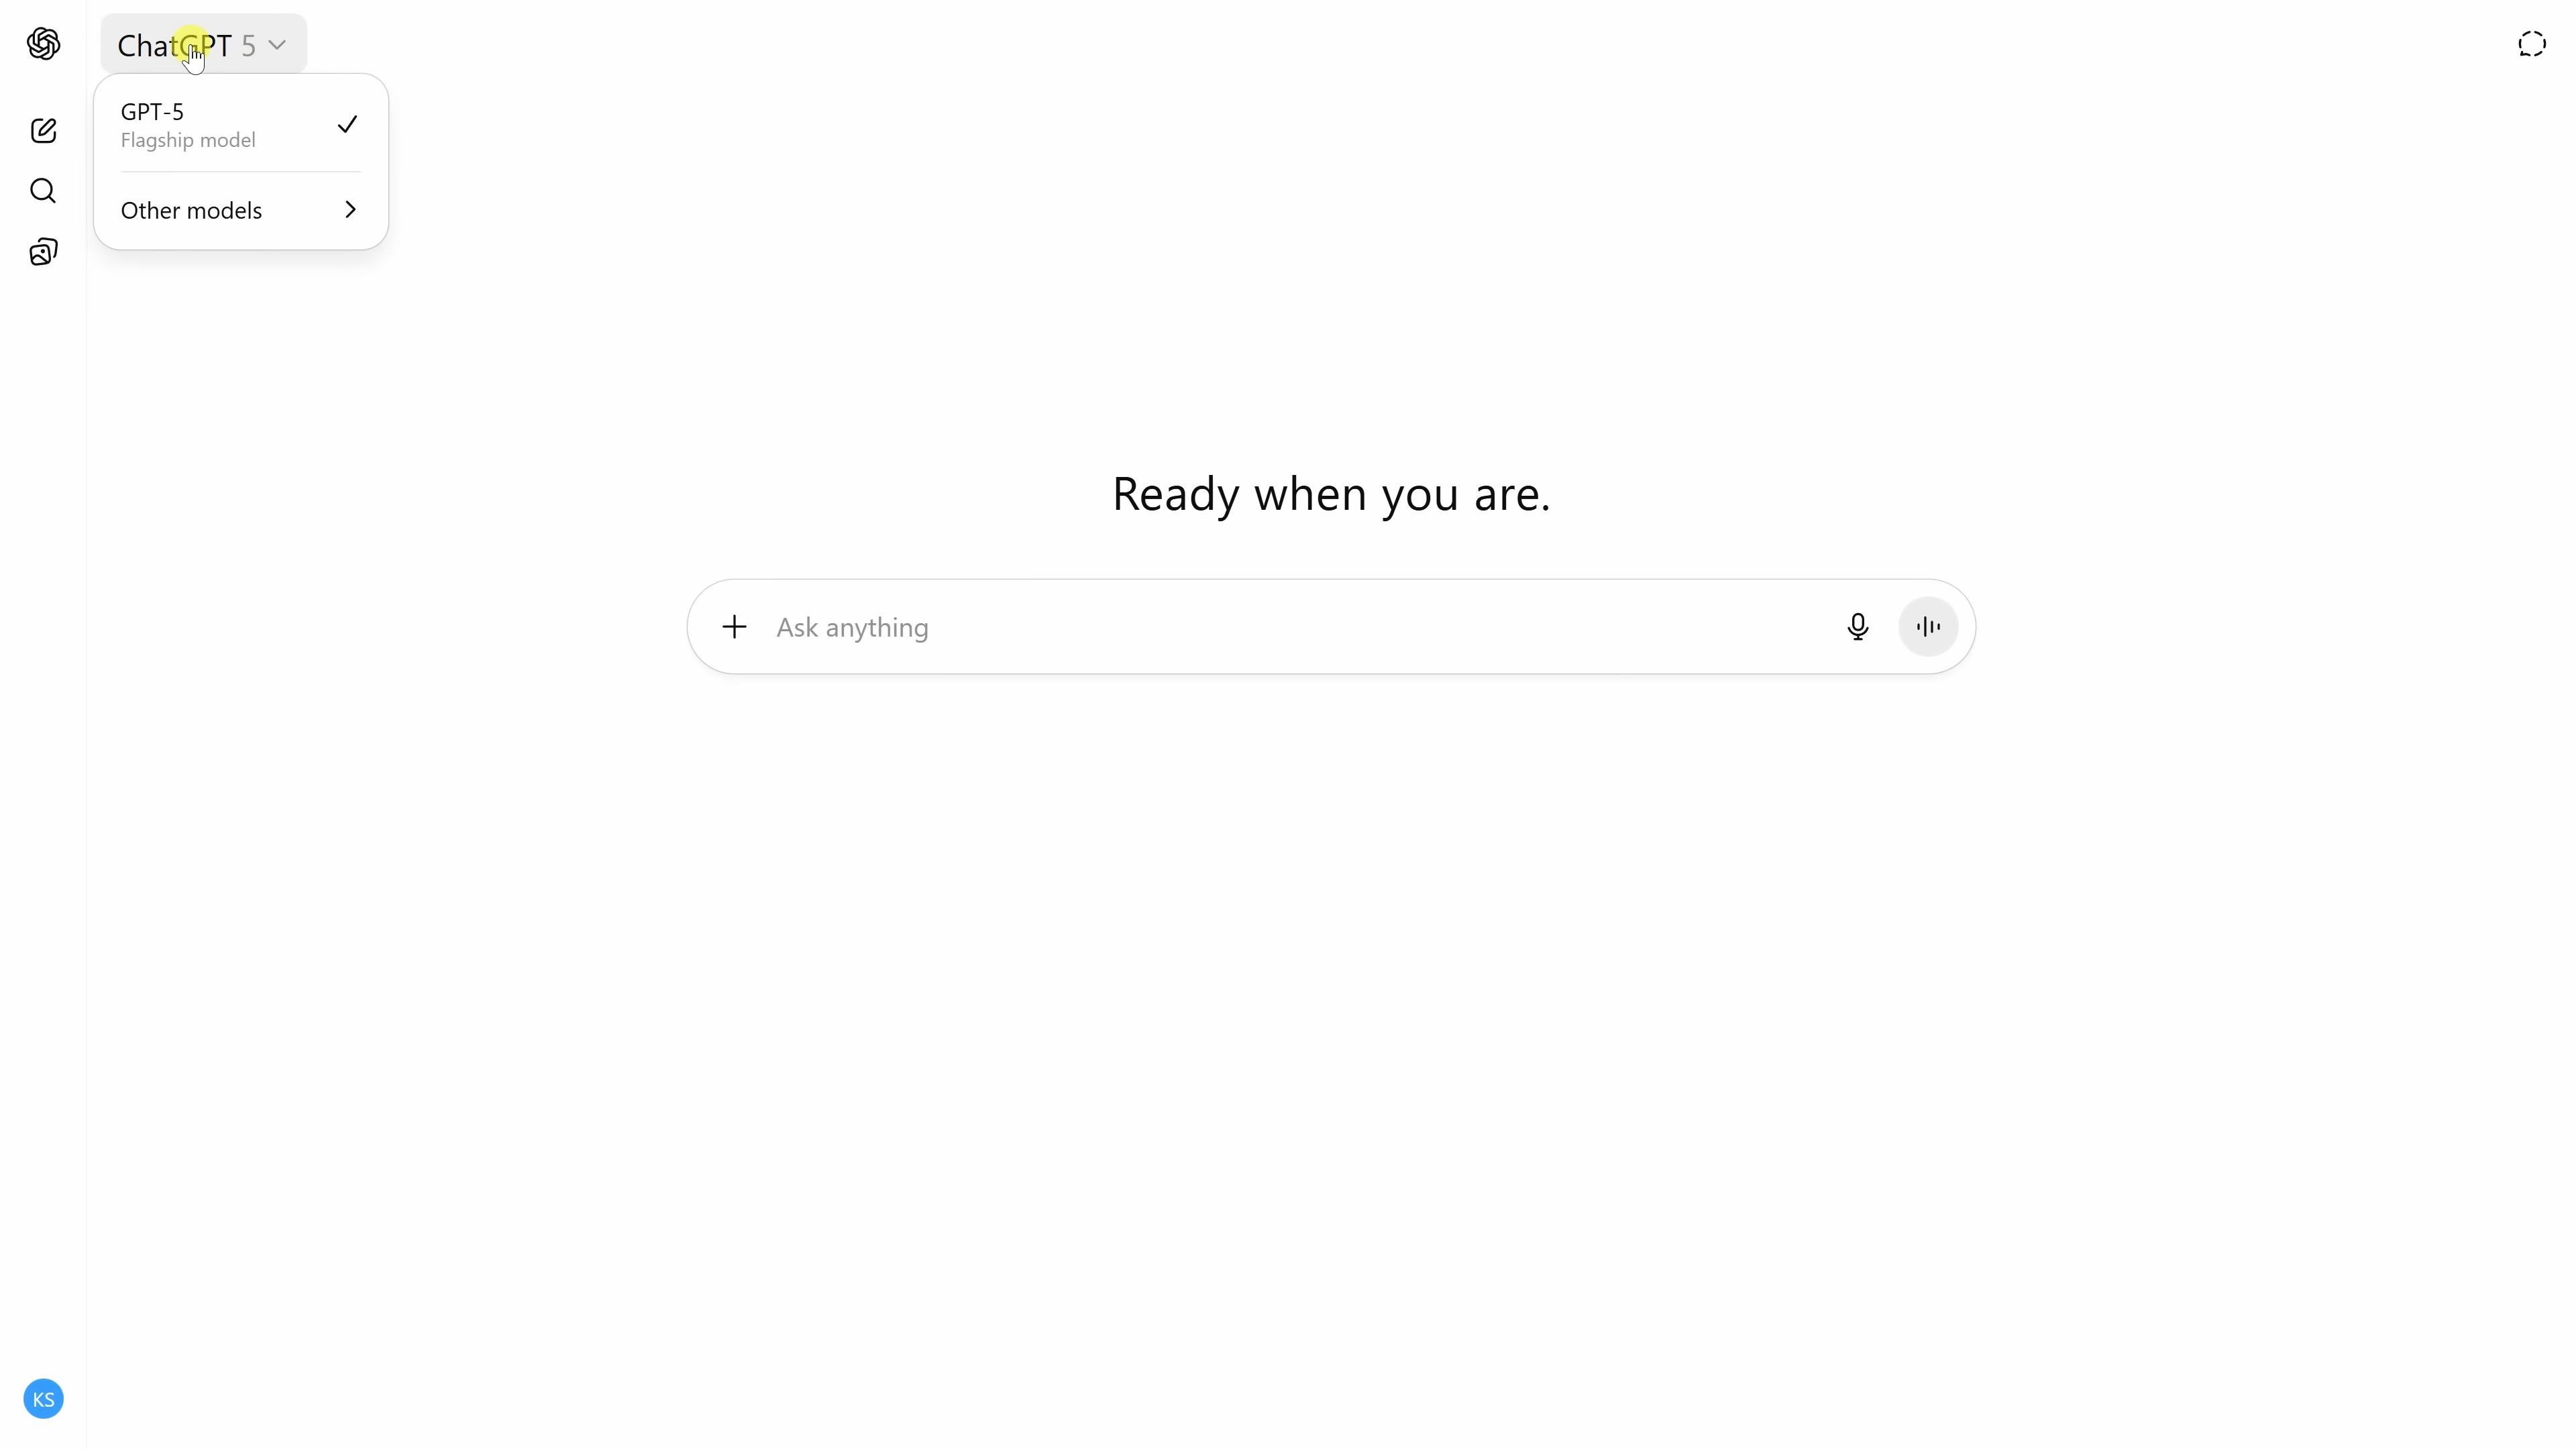 ChatGPT 5
GPT-5
Flagship model
Other models
Ready when you are.
Ask anything
KS